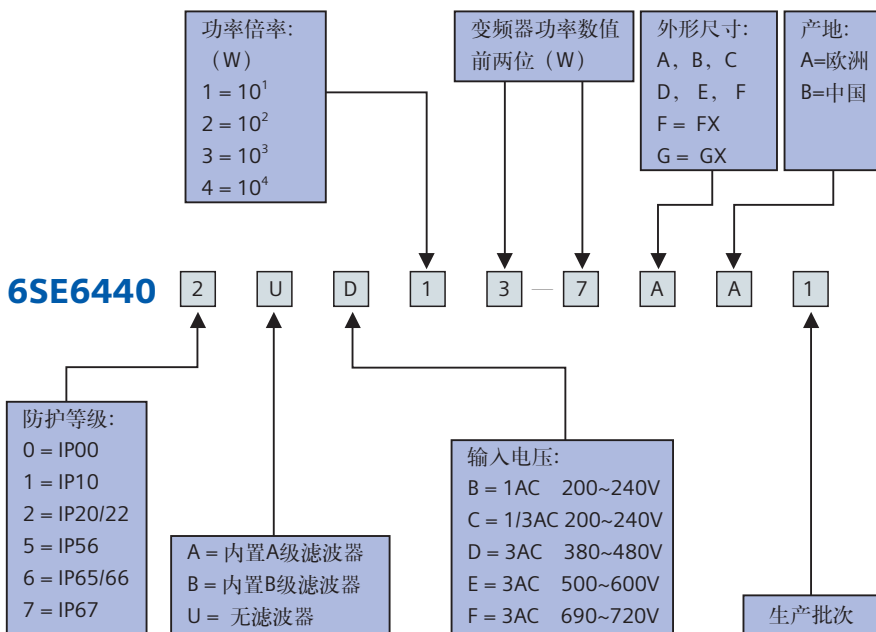 功率倍率:
（W）
1 = 10¹
2 = 10²
3 = 10³
4 = 10⁴
变频器功率数值
前两位（W）
外形尺寸:
A，B，C
D，E，F
F = FX
G = GX
产地:
A=欧洲
B=中国
6SE6440 2 U D 1 3 — 7 A A 1
防护等级:
0 = IP00
1 = IP10
2 = IP20/22
5 = IP56
6 = IP65/66
7 = IP67
A = 内置A级滤波器
B = 内置B级滤波器
U = 无滤波器
输入电压:
B = 1AC 200~240V
C = 1/3AC 200~240V
D = 3AC 380~480V
E = 3AC 500~600V
F = 3AC 690~720V
生产批次